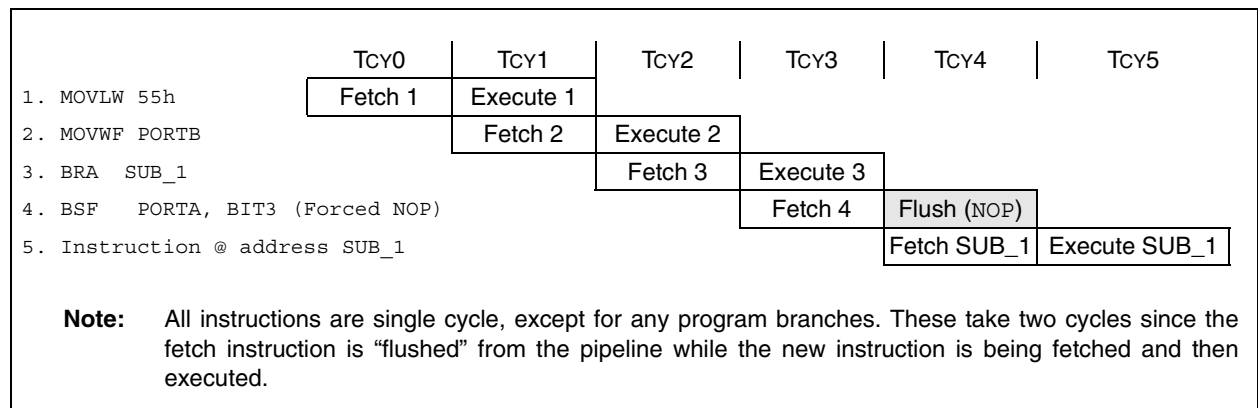 TCY0 TCY1 TCY2 TCY3 TCY4 TCY5
1. MOVLW 55h Fetch 1 Execute 1
2. MOVWF PORTB Fetch 2 Execute 2
3. BRA SUB_1 Fetch 3 Execute 3
4. BSF PORTA, BIT3 (Forced NOP) Fetch 4 Flush (NOP)
5. Instruction @ address SUB_1 Fetch SUB_1 Execute SUB_1
Note: All instructions are single cycle, except for any program branches. These take two cycles since the
fetch instruction is “flushed” from the pipeline while the new instruction is being fetched and then
executed.